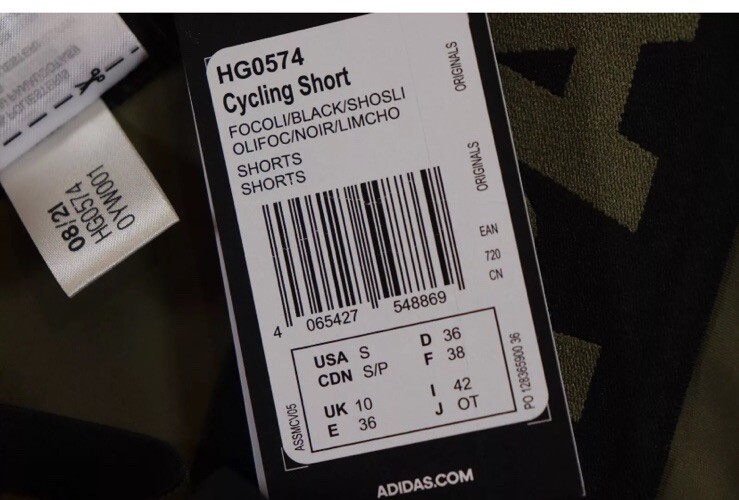 HG0574
Cycling Short
FOCOLI/BLACK/SHOSLI
OLIFOC/NOIR/LIMCHO
SHORTS
SHORTS
ORIGINALS
ORIGINALS
EAN
720
CN
4 065427 548869
USA S D 36
CDN S/P F 38
UK 10 I 42
E 36 J OT
ASSMCV05
PO 128365900 36
ADIDAS.COM
08/21
HG0574
0YW001